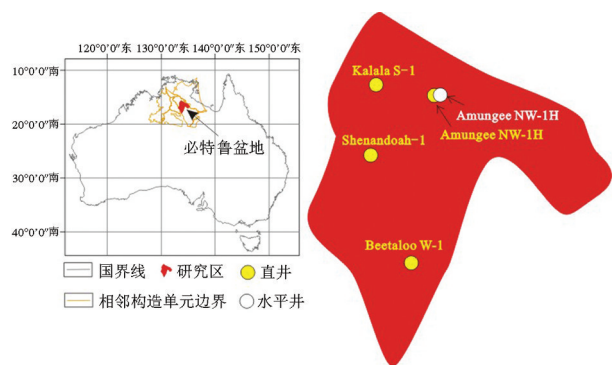 120°0′0″东 130°0′0″东 140°0′0″东 150°0′0″东
10°0′0″南
20°0′0″南
30°0′0″南
40°0′0″南
必特鲁盆地
国界线 研究区 直井
相邻构造单元边界 水平井
Kalala S-1
Amungee NW-1H
Amungee NW-1H
Shenandoah-1
Beetaloo W-1